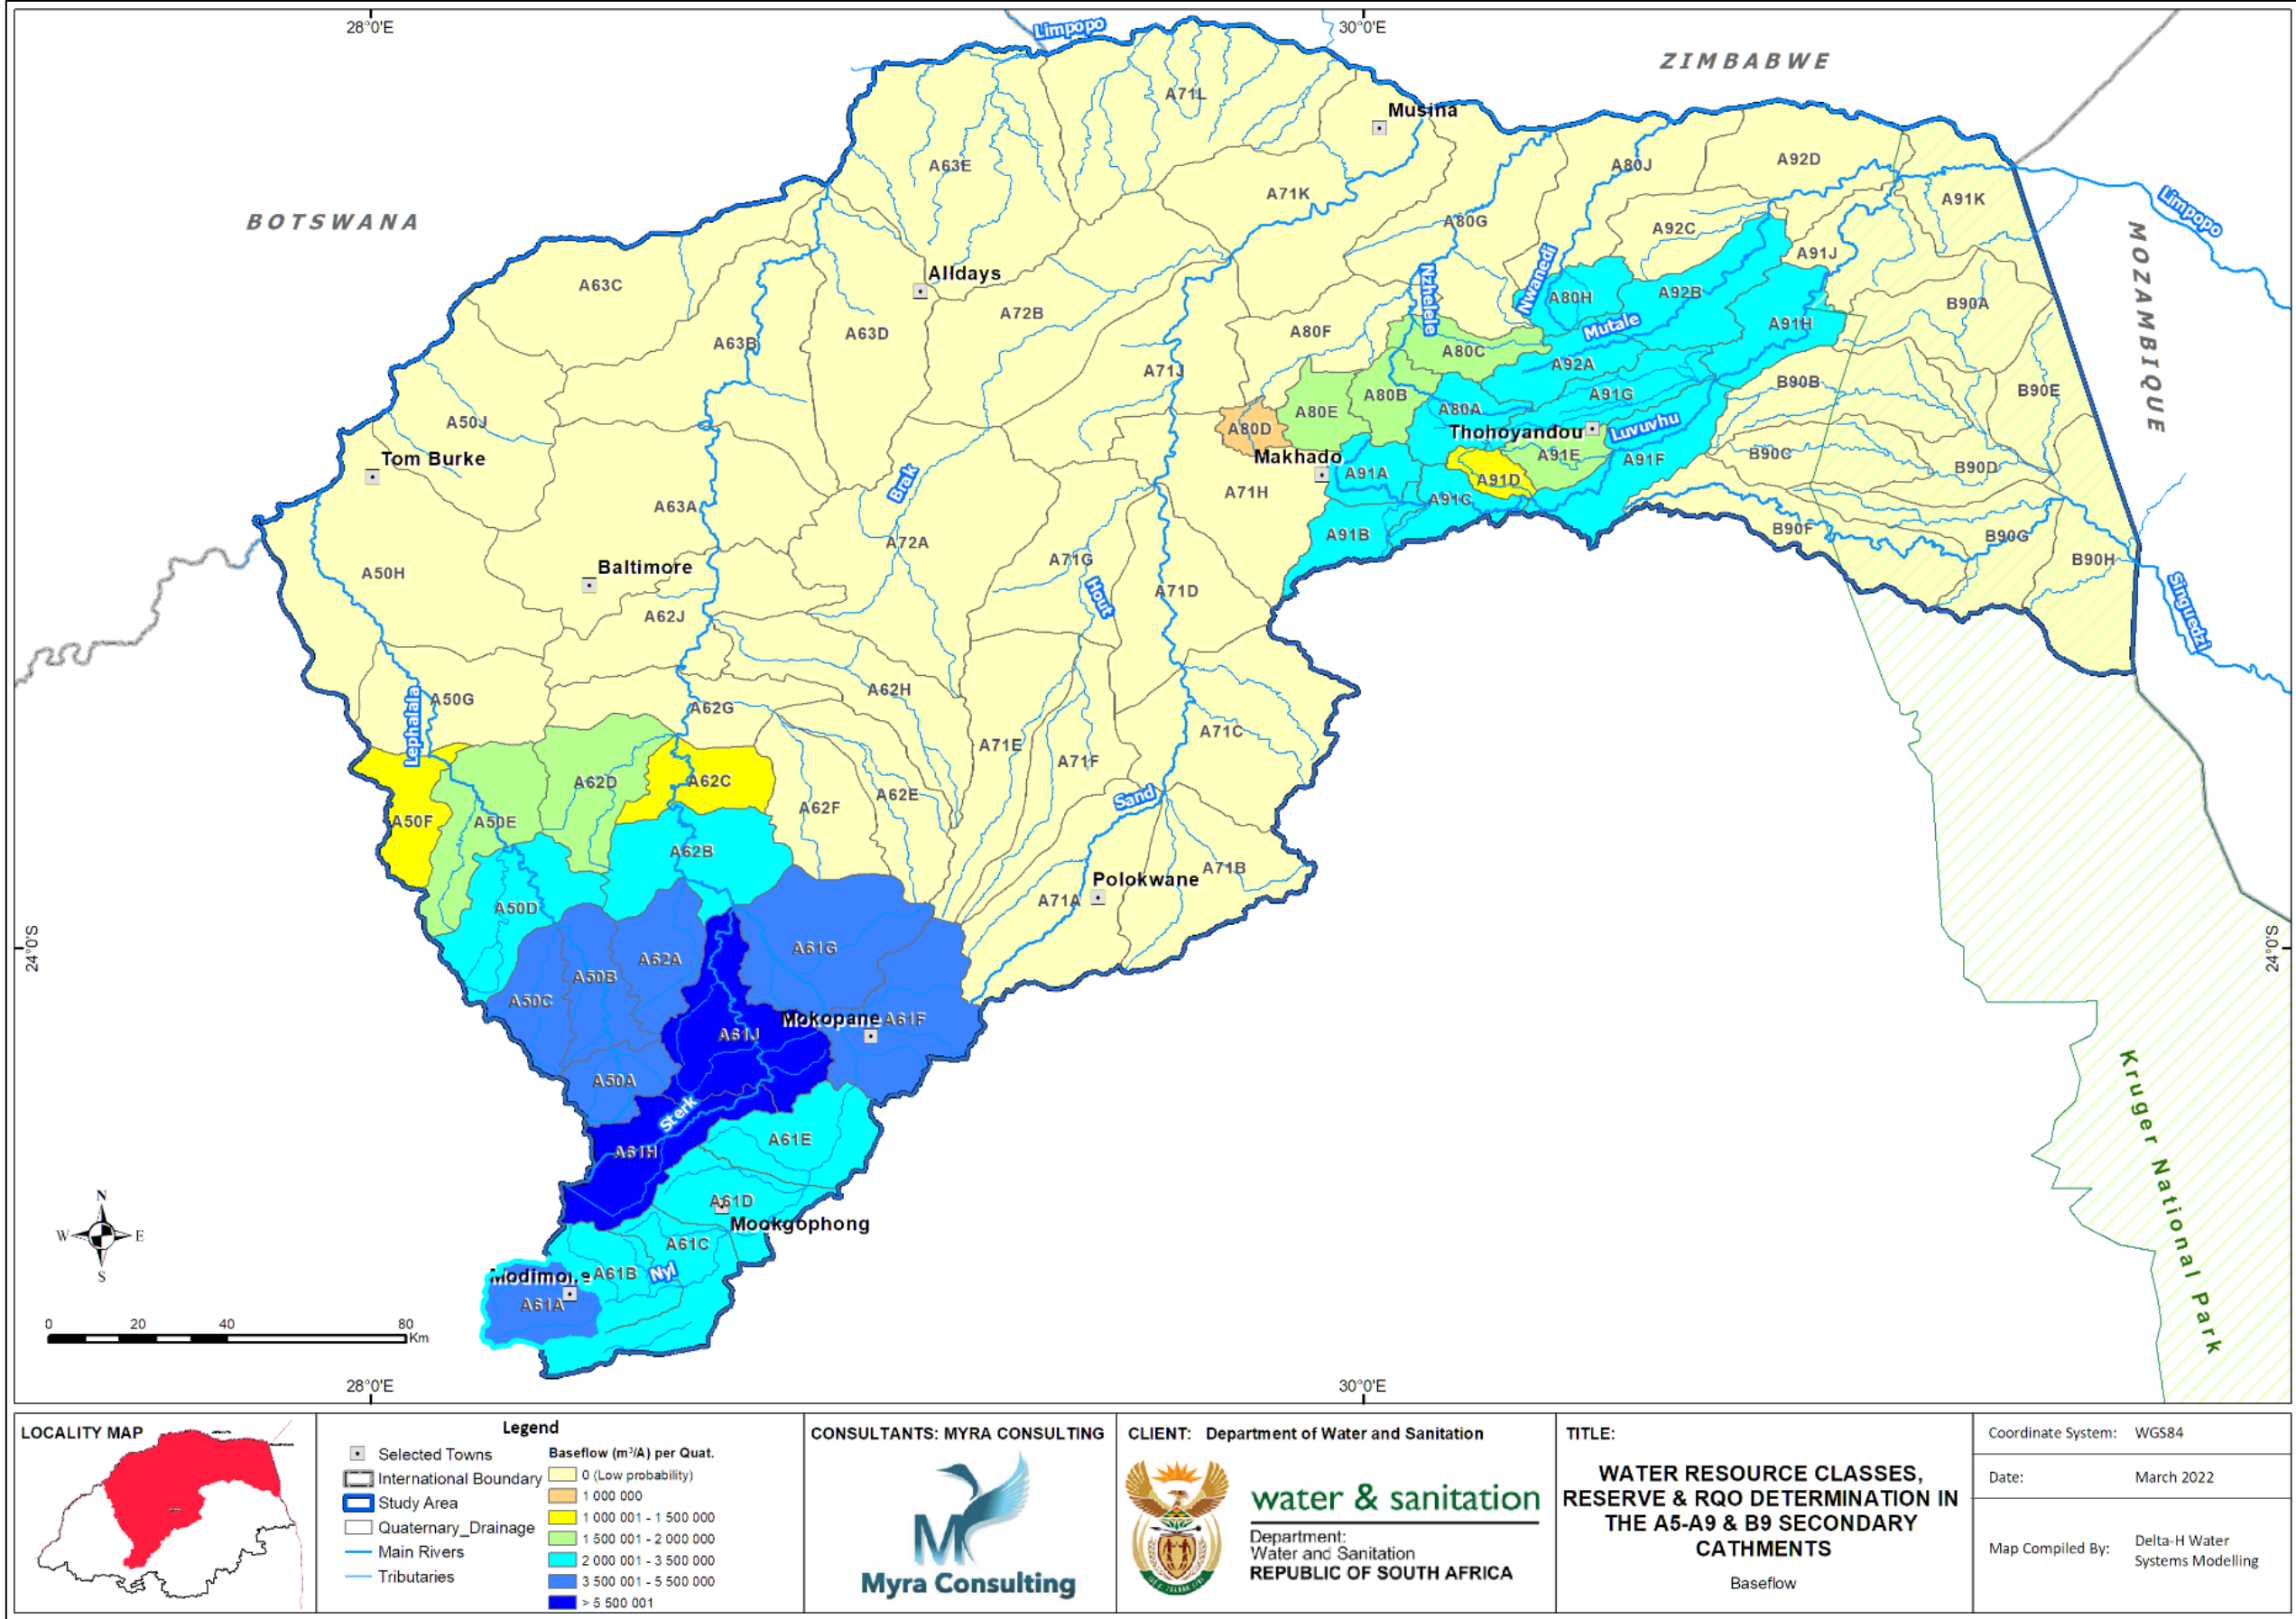 28°0'E
30°0'E
Limpopo
ZIMBABWE
A71L
Musina
A63E
A80J
A92D
A71K
A91K
Limpopo
BOTSWANA
A80G
A92C
MOZAMBIQUE
A91J
Alldays
A63C
Nzhelele
Nwanedi
A80H
A92B
B90A
A72B
A63D
A80F
Mutale
A91H
A63B
A80C
A71J
A92A
B90B
B90E
A80E
A80B
A91G
A50J
A80D
A80A
Thohoyandou
Luvuvhu
Tom Burke
Makhado
A91E
A91F
B90C
B90D
Brak
A91A
A91D
A71H
A91C
A63A
B90F
A91B
B90G
A72A
A71G
B90H
A50H
Baltimore
Hout
A71D
Singuedzi
A62J
A62H
A50G
A62G
Lephalala
A71C
A71E
A71F
A62D
A62C
A62E
Sand
A62F
A50F
A50E
A62B
A71B
Polokwane
A71A
A50D
24°0'S
24°0'S
A61G
A62A
A50B
A50C
Mokopane
A61F
A61J
A50A
Kruger National Park
Sterk
A61E
A61H
N
W
E
S
A61D
Mookgophong
A61C
A61B
Nyl
A61A
0
20
40
80
Km
28°0'E
30°0'E
LOCALITY MAP
Legend
Selected Towns
International Boundary
Study Area
Quaternary_Drainage
Main Rivers
Tributaries
Baseflow (m³/A) per Quat.
0 (Low probability)
1 000 000
1 000 001 - 1 500 000
1 500 001 - 2 000 000
2 000 001 - 3 500 000
3 500 001 - 5 500 000
> 5 500 001
CONSULTANTS: MYRA CONSULTING
M
Myra Consulting
CLIENT: Department of Water and Sanitation
water & sanitation
Department:
Water and Sanitation
REPUBLIC OF SOUTH AFRICA
TITLE:
WATER RESOURCE CLASSES,
RESERVE & RQO DETERMINATION IN
THE A5-A9 & B9 SECONDARY
CATHMENTS
Baseflow
Coordinate System: WGS84
Date: March 2022
Map Compiled By: Delta-H Water
Systems Modelling